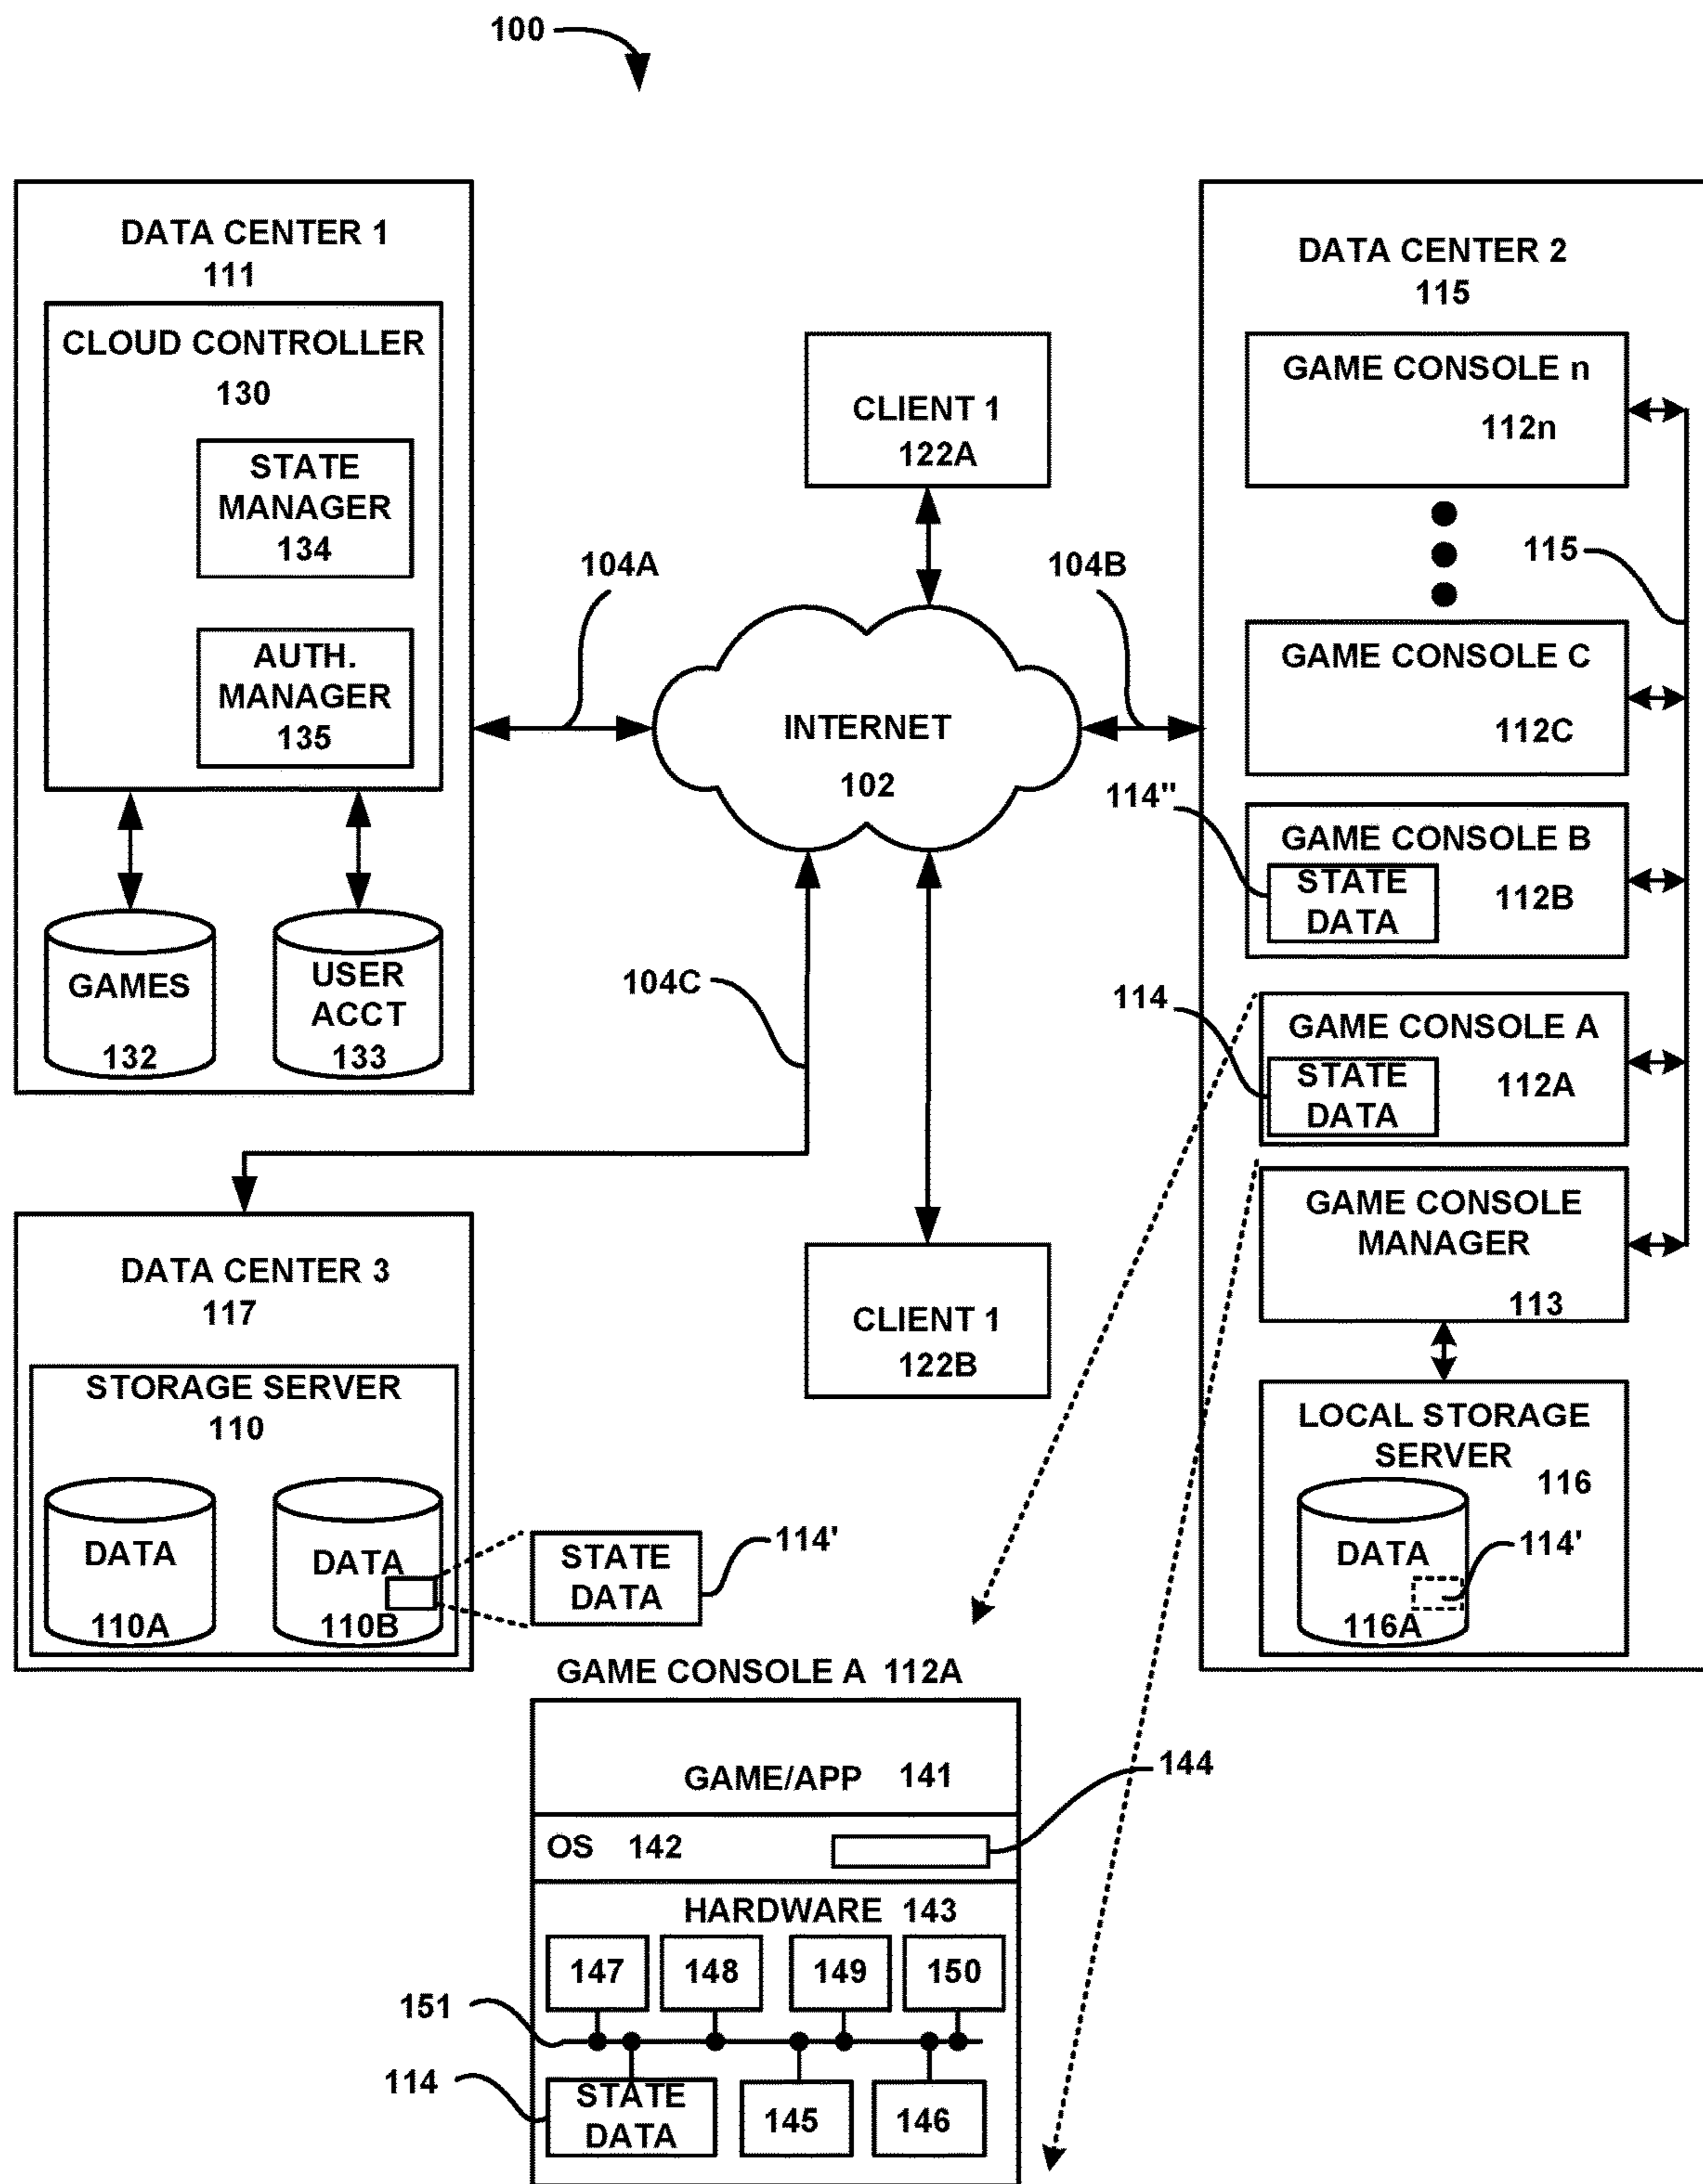 100
DATA CENTER 1
111
CLOUD CONTROLLER
130
STATE
MANAGER
134
AUTH.
MANAGER
135
GAMES
132
USER
ACCT
133
104A
CLIENT 1
122A
INTERNET
102
104B
104C
CLIENT 1
122B
DATA CENTER 2
115
GAME CONSOLE n
112n
115
GAME CONSOLE C
112C
114"
GAME CONSOLE B
STATE
DATA
112B
114
GAME CONSOLE A
STATE
DATA
112A
GAME CONSOLE
MANAGER
113
LOCAL STORAGE
SERVER
116
DATA
114'
116A
DATA CENTER 3
117
STORAGE SERVER
110
DATA
110A
DATA
110B
STATE
DATA
114'
GAME CONSOLE A 112A
GAME/APP 141
144
OS 142
HARDWARE 143
147 148 149 150
151
114
STATE
DATA
145 146